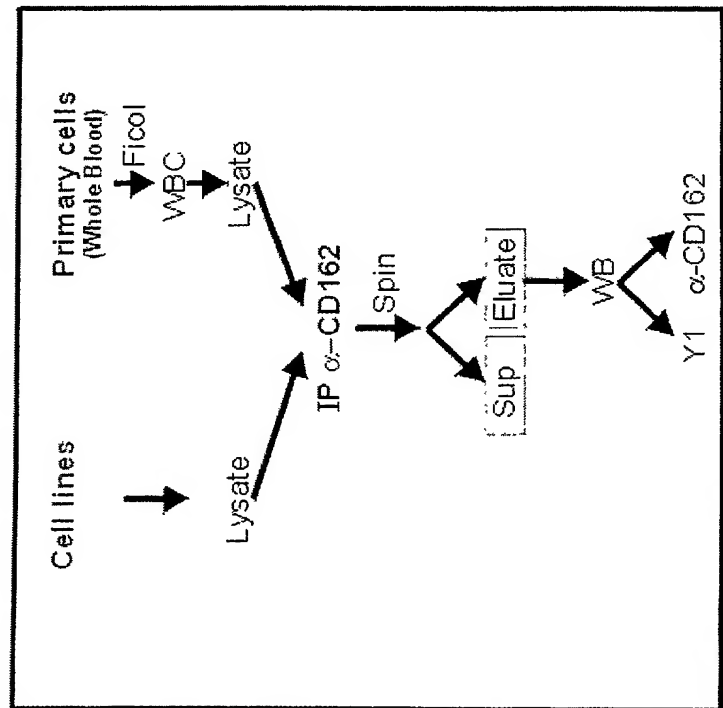 Cell lines
Primary cells
(Whole Blood)
Ficol
WBC
Lysate
Lysate
IP α-CD162
Spin
Sup
Eluate
WB
Y1
α-CD162